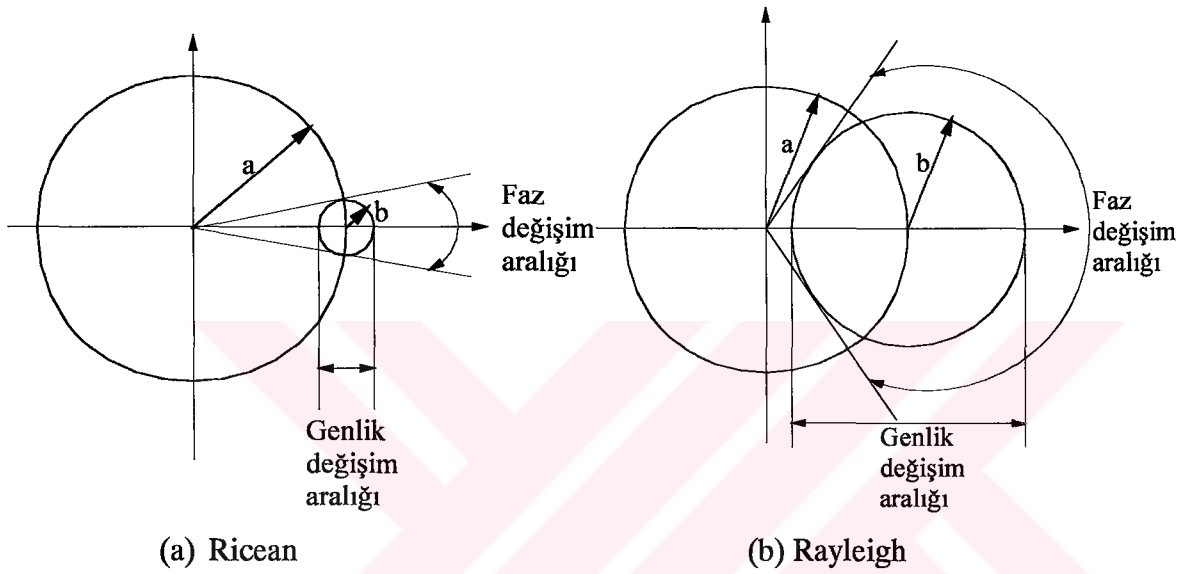 a
b
Faz
değişim
aralığı
Genlik
değişim
aralığı
(a) Ricean
a
b
Faz
değişim
aralığı
Genlik
değişim
aralığı
(b) Rayleigh